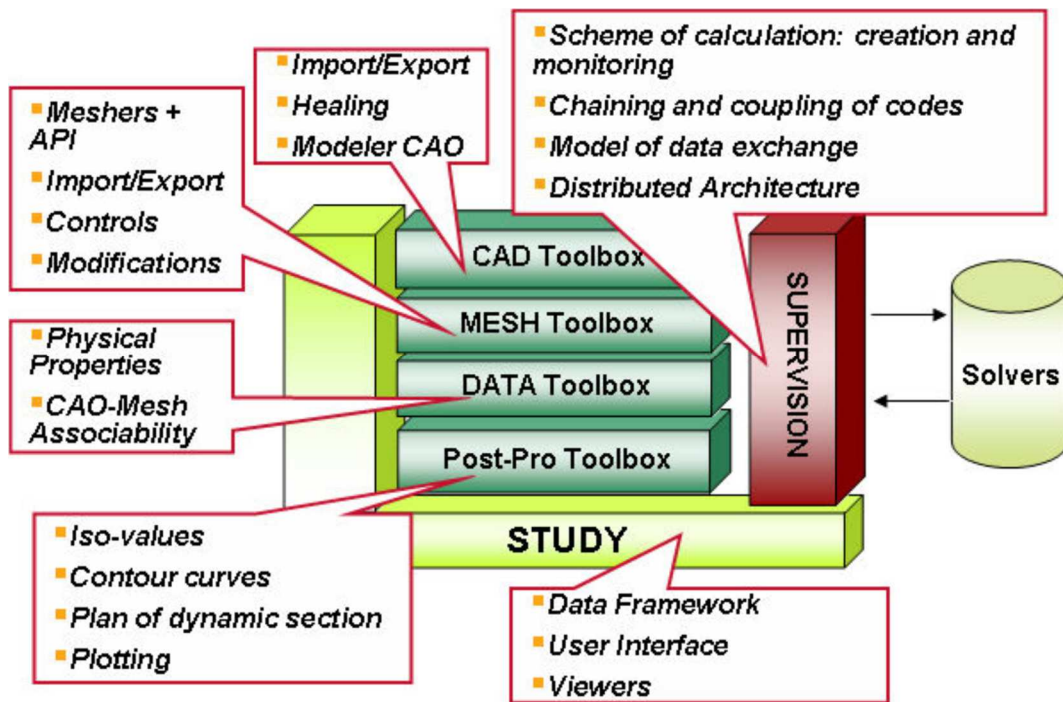 Scheme of calculation: creation and
monitoring
Chaining and coupling of codes
Model of data exchange
Distributed Architecture
Import/Export
Healing
Modeler CAO
Meshers +
API
Import/Export
Controls
Modifications
CAD Toolbox
MESH Toolbox
DATA Toolbox
Post-Pro Toolbox
SUPERVISION
Solvers
Physical
Properties
CAO-Mesh
Associability
STUDY
Iso-values
Contour curves
Plan of dynamic section
Plotting
Data Framework
User Interface
Viewers